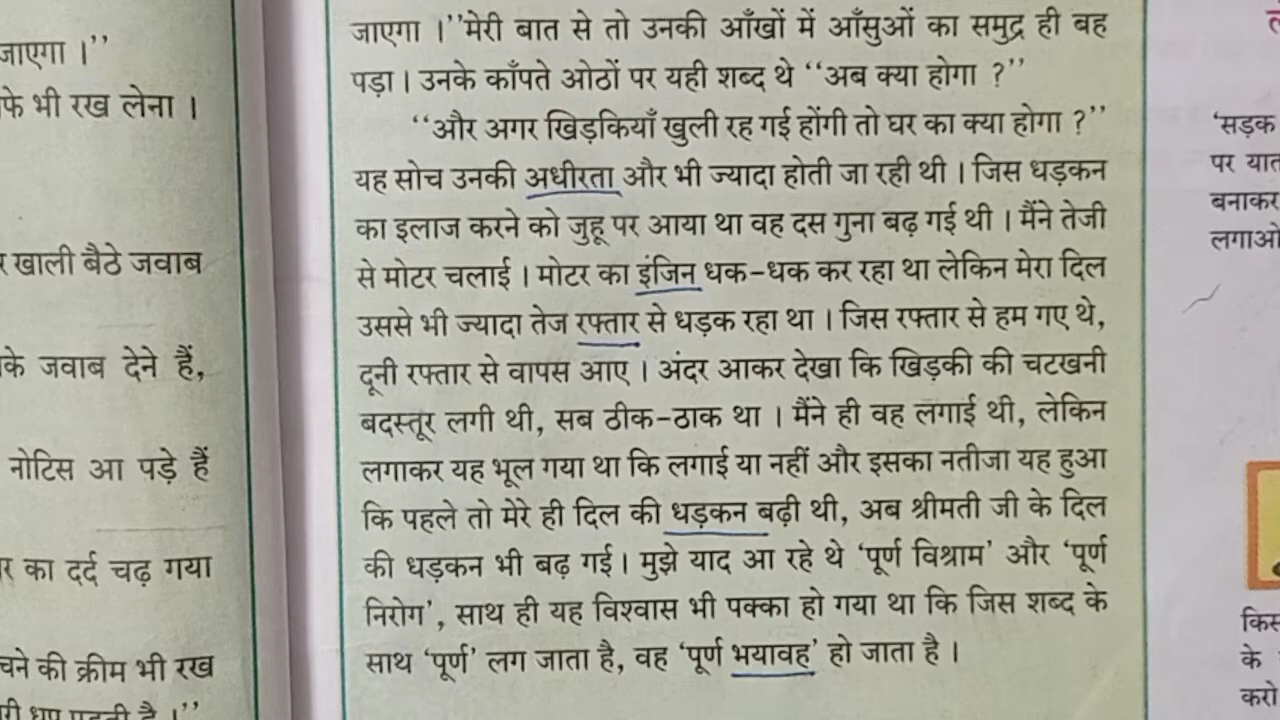 जाएगा ।’’
फे भी रख लेना ।
खाली बैठे जवाब
के जवाब देने हैं,
नोटिस आ पड़े हैं
का दर्द चढ़ गया
चने की क्रीम भी रख
जाएगा ।’’मेरी बात से तो उनकी आँखों में आँसुओं का समुद्र ही बह
पड़ा । उनके काँपते ओठों पर यही शब्द थे ‘‘अब क्या होगा ?’’
‘‘और अगर खिड़कियाँ खुली रह गई होंगी तो घर का क्या होगा ?’’
यह सोच उनकी अधीरता और भी ज्यादा होती जा रही थी । जिस धड़कन
का इलाज करने को जुहू पर आया था वह दस गुना बढ़ गई थी । मैंने तेजी
से मोटर चलाई । मोटर का इंजिन धक-धक कर रहा था लेकिन मेरा दिल
उससे भी ज्यादा तेज रफ्तार से धड़क रहा था । जिस रफ्तार से हम गए थे,
दूनी रफ्तार से वापस आए । अंदर आकर देखा कि खिड़की की चटखनी
बदस्तूर लगी थी, सब ठीक-ठाक था । मैंने ही वह लगाई थी, लेकिन
लगाकर यह भूल गया था कि लगाई या नहीं और इसका नतीजा यह हुआ
कि पहले तो मेरे ही दिल की धड़कन बढ़ी थी, अब श्रीमती जी के दिल
की धड़कन भी बढ़ गई । मुझे याद आ रहे थे ‘पूर्ण विश्राम’ और ‘पूर्ण
निरोग’, साथ ही यह विश्वास भी पक्का हो गया था कि जिस शब्द के
साथ ‘पूर्ण’ लग जाता है, वह ‘पूर्ण भयावह’ हो जाता है ।
‘सड़क
पर यात
बनाकर
लगाओ
किस
के
करो